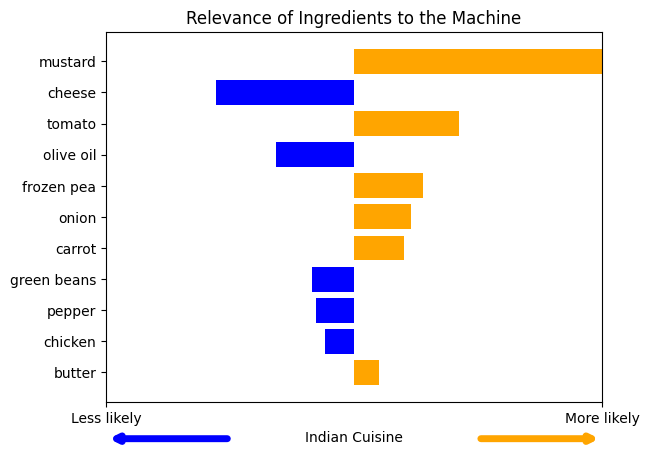 Relevance of Ingredients to the Machine
mustard
cheese
tomato
olive oil
frozen pea
onion
carrot
green beans
pepper
chicken
butter
Less likely
More likely
Indian Cuisine